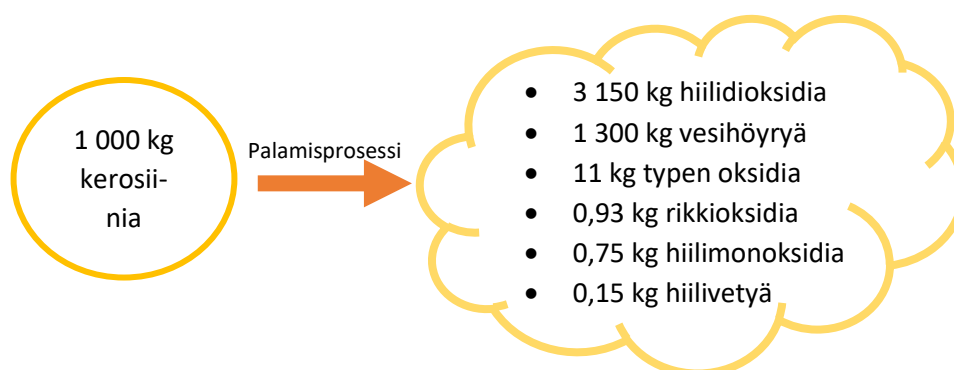 1 000 kg
kerosii-
nia
Palamisprosessi
• 3 150 kg hiilidioksidia
• 1 300 kg vesihöyryä
• 11 kg typen oksidia
• 0,93 kg rikkioksidia
• 0,75 kg hiilimonoksidia
• 0,15 kg hiilivetyä